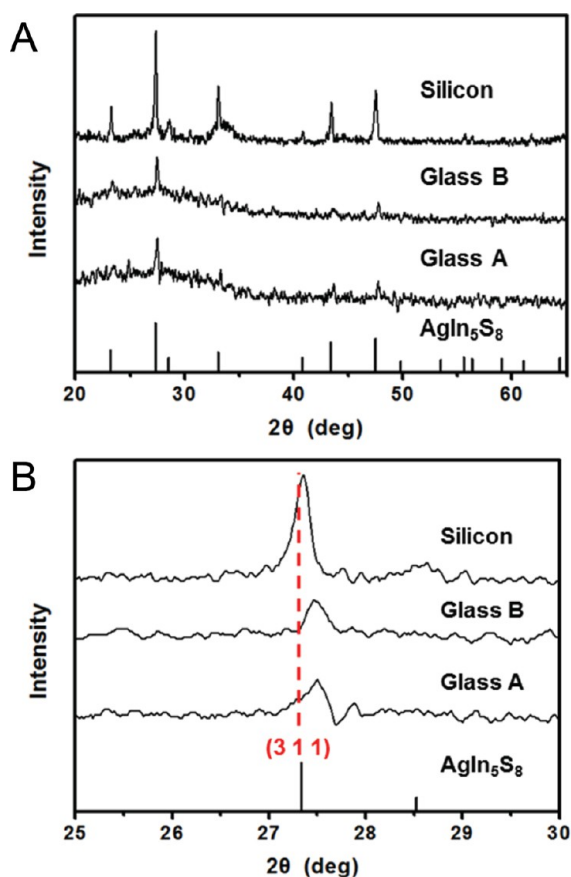 A
Silicon
Glass B
Glass A
AgIn₅S₈
Intensity
20 30 40 50 60
2θ (deg)
B
Silicon
Glass B
Glass A
(3 1 1)
AgIn₅S₈
Intensity
25 26 27 28 29 30
2θ (deg)